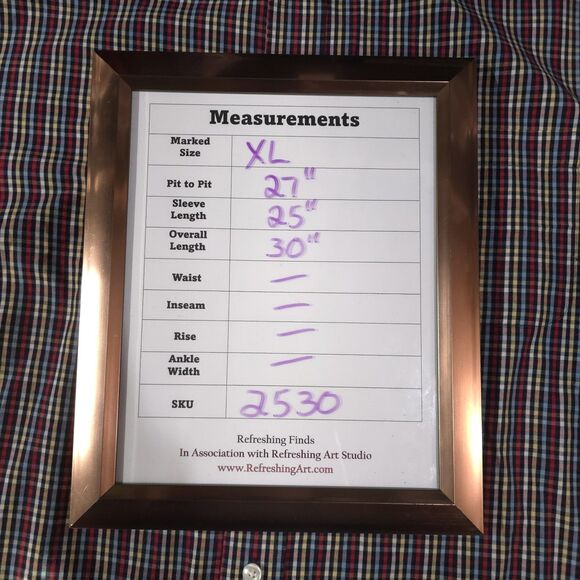 Measurements
Marked
Size
XL
Pit to Pit
27"
Sleeve
Length
25"
Overall
Length
30"
Waist
—
Inseam
—
Rise
—
Ankle
Width
—
SKU
2530
Refreshing Finds
In Association with Refreshing Art Studio
www.RefreshingArt.com